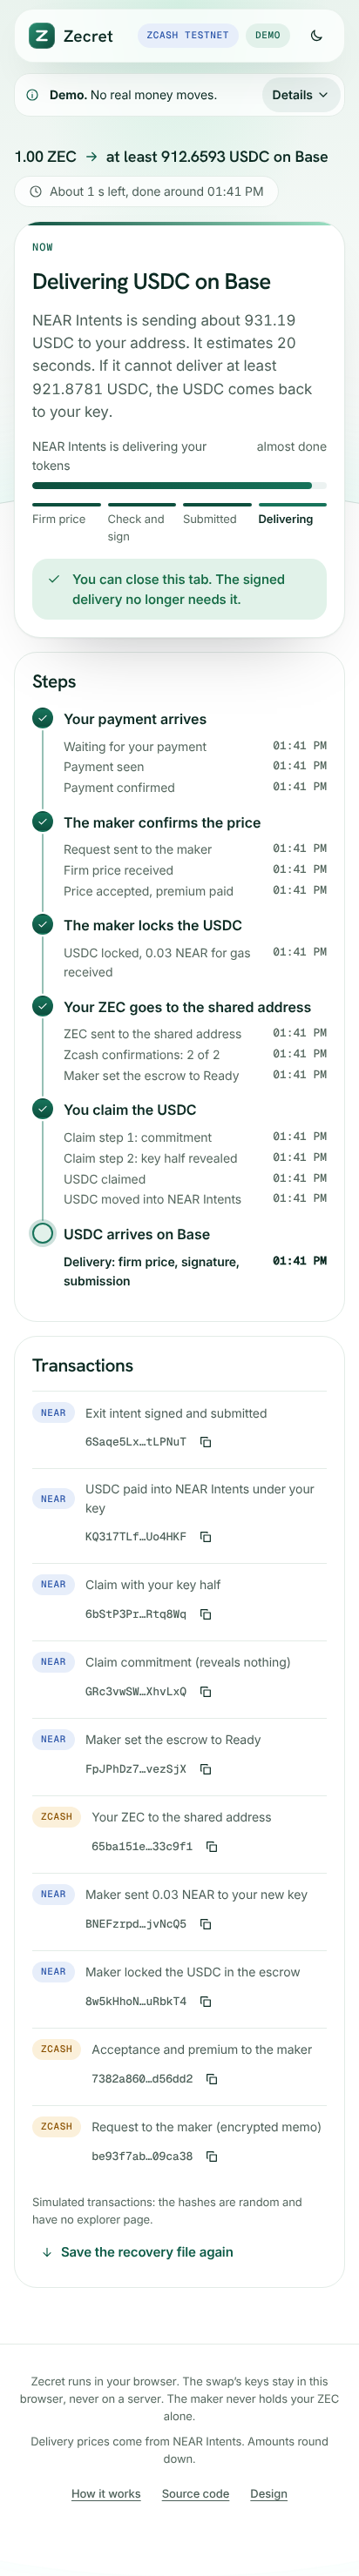 Zecret
ZCASH TESTNET
DEMO
Demo. No real money moves.
Details
1.00 ZEC → at least 912.6593 USDC on Base
About 1 s left, done around 01:41 PM
NOW
Delivering USDC on Base
NEAR Intents is sending about 931.19
USDC to your address. It estimates 20
seconds. If it cannot deliver at least
921.8781 USDC, the USDC comes back
to your key.
NEAR Intents is delivering your
tokens
almost done
Firm price
Check and
sign
Submitted
Delivering
You can close this tab. The signed
delivery no longer needs it.
Steps
Your payment arrives
Waiting for your payment 01:41 PM
Payment seen 01:41 PM
Payment confirmed 01:41 PM
The maker confirms the price
Request sent to the maker 01:41 PM
Firm price received 01:41 PM
Price accepted, premium paid 01:41 PM
The maker locks the USDC
USDC locked, 0.03 NEAR for gas 01:41 PM
received
Your ZEC goes to the shared address
ZEC sent to the shared address 01:41 PM
Zcash confirmations: 2 of 2 01:41 PM
Maker set the escrow to Ready 01:41 PM
You claim the USDC
Claim step 1: commitment 01:41 PM
Claim step 2: key half revealed 01:41 PM
USDC claimed 01:41 PM
USDC moved into NEAR Intents 01:41 PM
USDC arrives on Base
Delivery: firm price, signature, 01:41 PM
submission
Transactions
NEAR Exit intent signed and submitted
6Saqe5Lx…tLPNuT
NEAR USDC paid into NEAR Intents under your
key
KQ317TLf…Uo4HKF
NEAR Claim with your key half
6bStP3Pr…Rtq8Wq
NEAR Claim commitment (reveals nothing)
GRc3vwSW…XhvLxQ
NEAR Maker set the escrow to Ready
FpJPhDz7…vezSjX
ZCASH Your ZEC to the shared address
65ba151e…33c9f1
NEAR Maker sent 0.03 NEAR to your new key
BNEFzrpd…jvNcQ5
NEAR Maker locked the USDC in the escrow
8w5kHhoN…uRbkT4
ZCASH Acceptance and premium to the maker
7382a860…d56dd2
ZCASH Request to the maker (encrypted memo)
be93f7ab…09ca38
Simulated transactions: the hashes are random and
have no explorer page.
Save the recovery file again
Zecret runs in your browser. The swap's keys stay in this
browser, never on a server. The maker never holds your ZEC
alone.
Delivery prices come from NEAR Intents. Amounts round
down.
How it works
Source code
Design